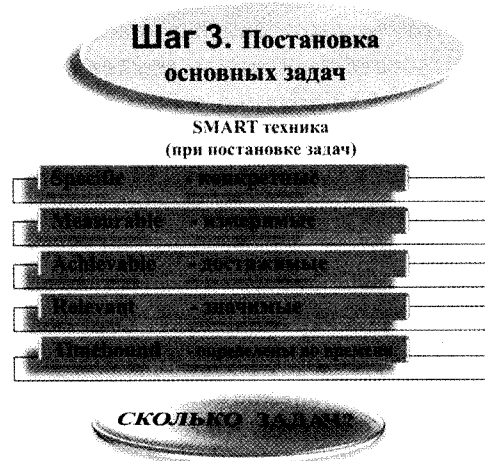 Шаг 3. Постановка
основных задач
SMART техника
(при постановке задач)
Specific - конкретные
Measurable - измеримые
Achievable - достижимые
Relevant - значимые
Timebound - определены во времени
СКОЛЬКО ЗАДАЧ?